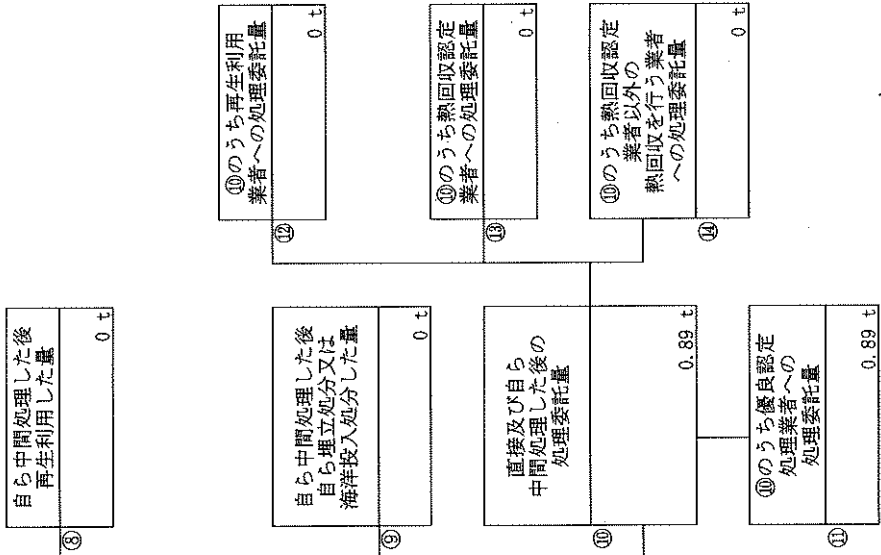 ⑧
自ら中間処理した後
再生利用した量
0 t
⑨
自ら中間処理した後
自ら埋立処分又は
海洋投入処分した量
0 t
⑩
直接及び自ら
中間処理した後の
処理委託量
0.89 t
⑪
⑩のうち優良認定
処理業者への
処理委託量
0.89 t
⑫
⑩のうち再生利用
業者への処理委託量
0 t
⑬
⑩のうち熱回収認定
業者への処理委託量
0 t
⑭
⑩のうち熱回収認定
業者以外の
熱回収を行う業者
への処理委託量
0 t